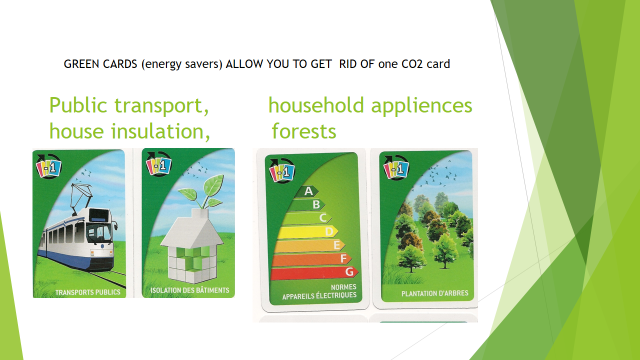 GREEN CARDS (energy savers) ALLOW YOU TO GET  RID OF one CO2 card
Public transport, household appliences
house insulation, forests
-1
TRANSPORTS PUBLICS
-1
ISOLATION DES BÂTIMENTS
-1
A
B
C
D
E
F
G
NORMES
APPAREILS ÉLECTRIQUES
-1
PLANTATION D'ARBRES